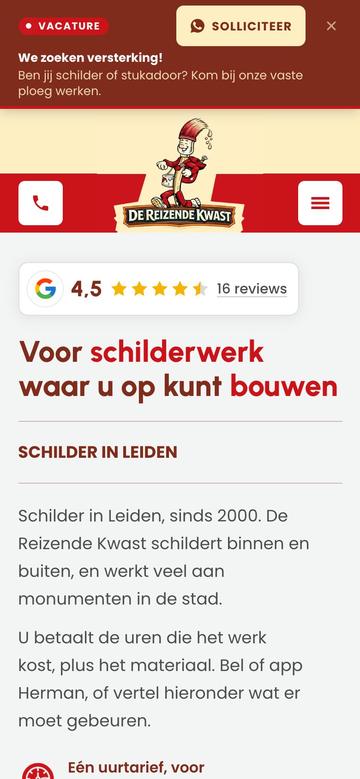 VACATURE
SOLLICITEER
We zoeken versterking!
Ben jij schilder of stukadoor? Kom bij onze vaste
ploeg werken.
DE REIZENDE KWAST
4,5
16 reviews
Voor schilderwerk
waar u op kunt bouwen
SCHILDER IN LEIDEN
Schilder in Leiden, sinds 2000. De
Reizende Kwast schildert binnen en
buiten, en werkt veel aan
monumenten in de stad.
U betaalt de uren die het werk
kost, plus het materiaal. Bel of app
Herman, of vertel hieronder wat er
moet gebeuren.
Eén uurtarief, voor